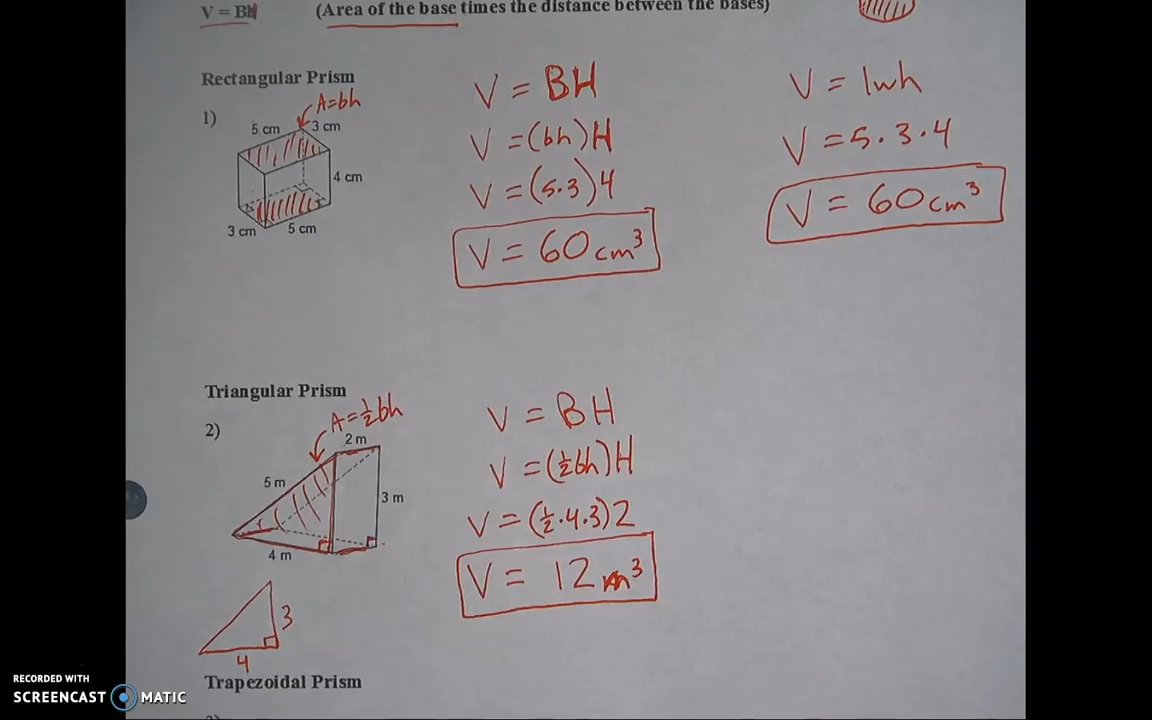 V = BH (Area of the base times the distance between the bases)
Rectangular Prism
1)
A=bh
5 cm
3 cm
4 cm
3 cm
5 cm
V = BH
V = (bh)H
V = (5·3)4
V = 60cm³
V = lwh
V = 5·3·4
V = 60cm³
Triangular Prism
2)
A=½bh
2 m
5 m
3 m
4 m
3
4
V = BH
V = (½bh)H
V = (½·4·3)2
V = 12m³
Trapezoidal Prism
RECORDED WITH
SCREENCAST MATIC